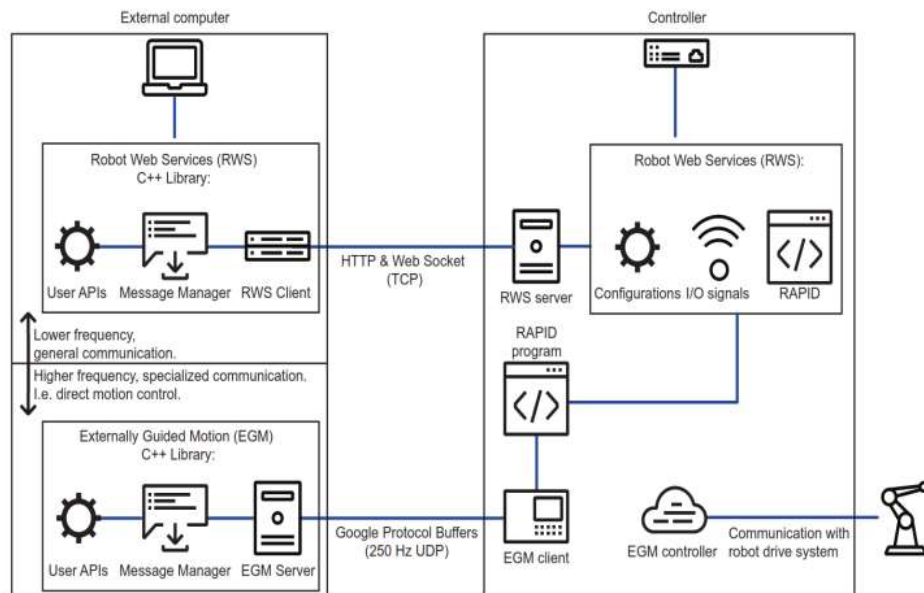 External computer
Controller
Robot Web Services (RWS)
C++ Library:
User APIs
Message Manager
RWS Client
HTTP & Web Socket
(TCP)
RWS server
Robot Web Services (RWS):
Configurations
I/O signals
RAPID
Lower frequency,
general communication.
Higher frequency, specialized communication.
I.e. direct motion control.
RAPID
program
Externally Guided Motion (EGM)
C++ Library:
User APIs
Message Manager
EGM Server
Google Protocol Buffers
(250 Hz UDP)
EGM client
EGM controller
Communication with
robot drive system